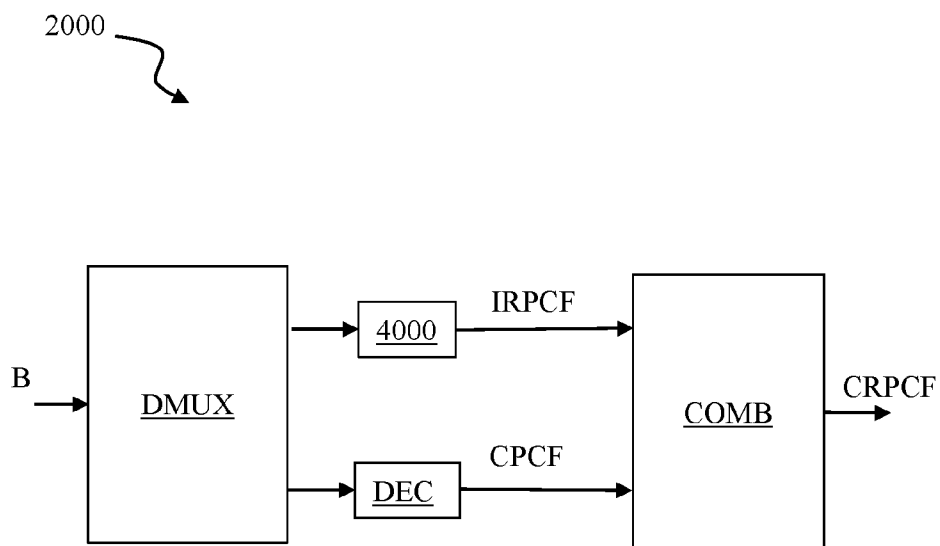 2000
IRPCF
4000
B
DMUX
COMB
CRPCF
CPCF
DEC